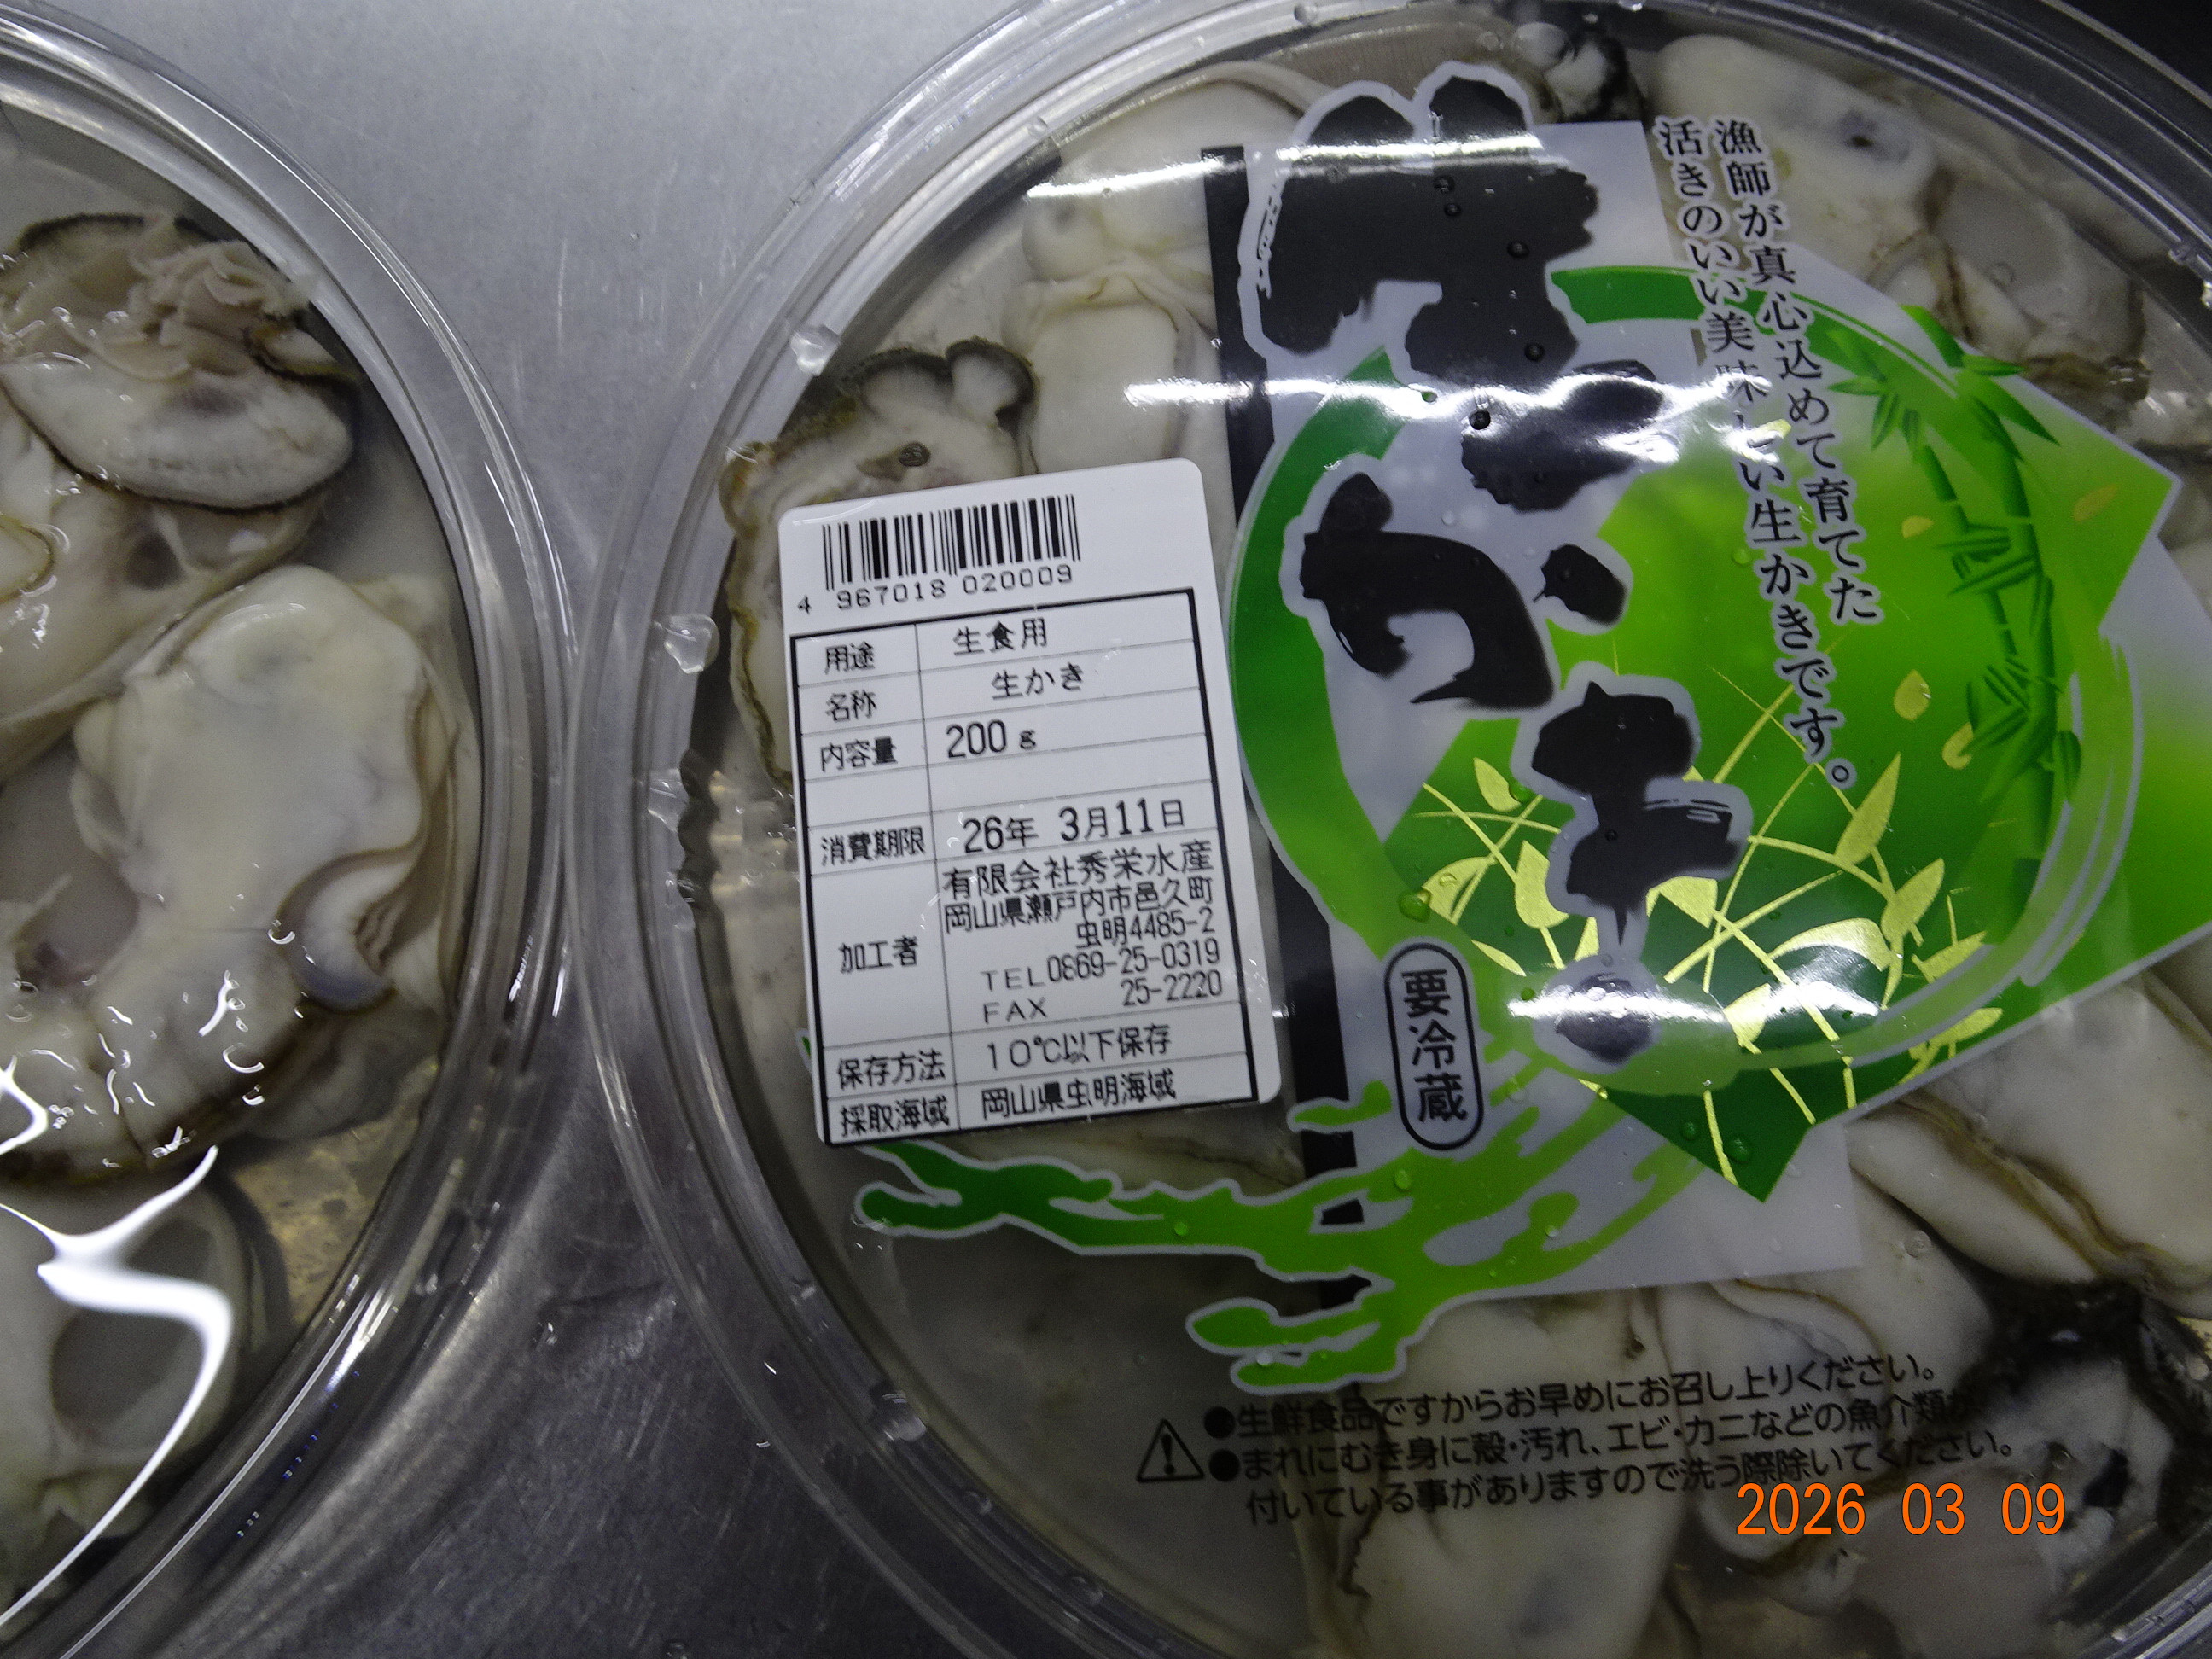 生がき
漁師が真心込めて育てた
活きのいい美味しい生かきです。
4 967018 020009
用途 生食用
名称 生かき
内容量 200g
消費期限 26年 3月11日
加工者 有限会社秀栄水産
岡山県瀬戸内市邑久町
虫明4485-2
TEL0869-25-0319
FAX 25-2220
保存方法 10℃以下保存
採取海域 岡山県虫明海域
要冷蔵
●生鮮食品ですからお早めにお召し上りください。
●まれにむき身に殻・汚れ、エビ・カニなどの魚介類が
付いている事がありますので洗う際除いてください。
2026 03 09